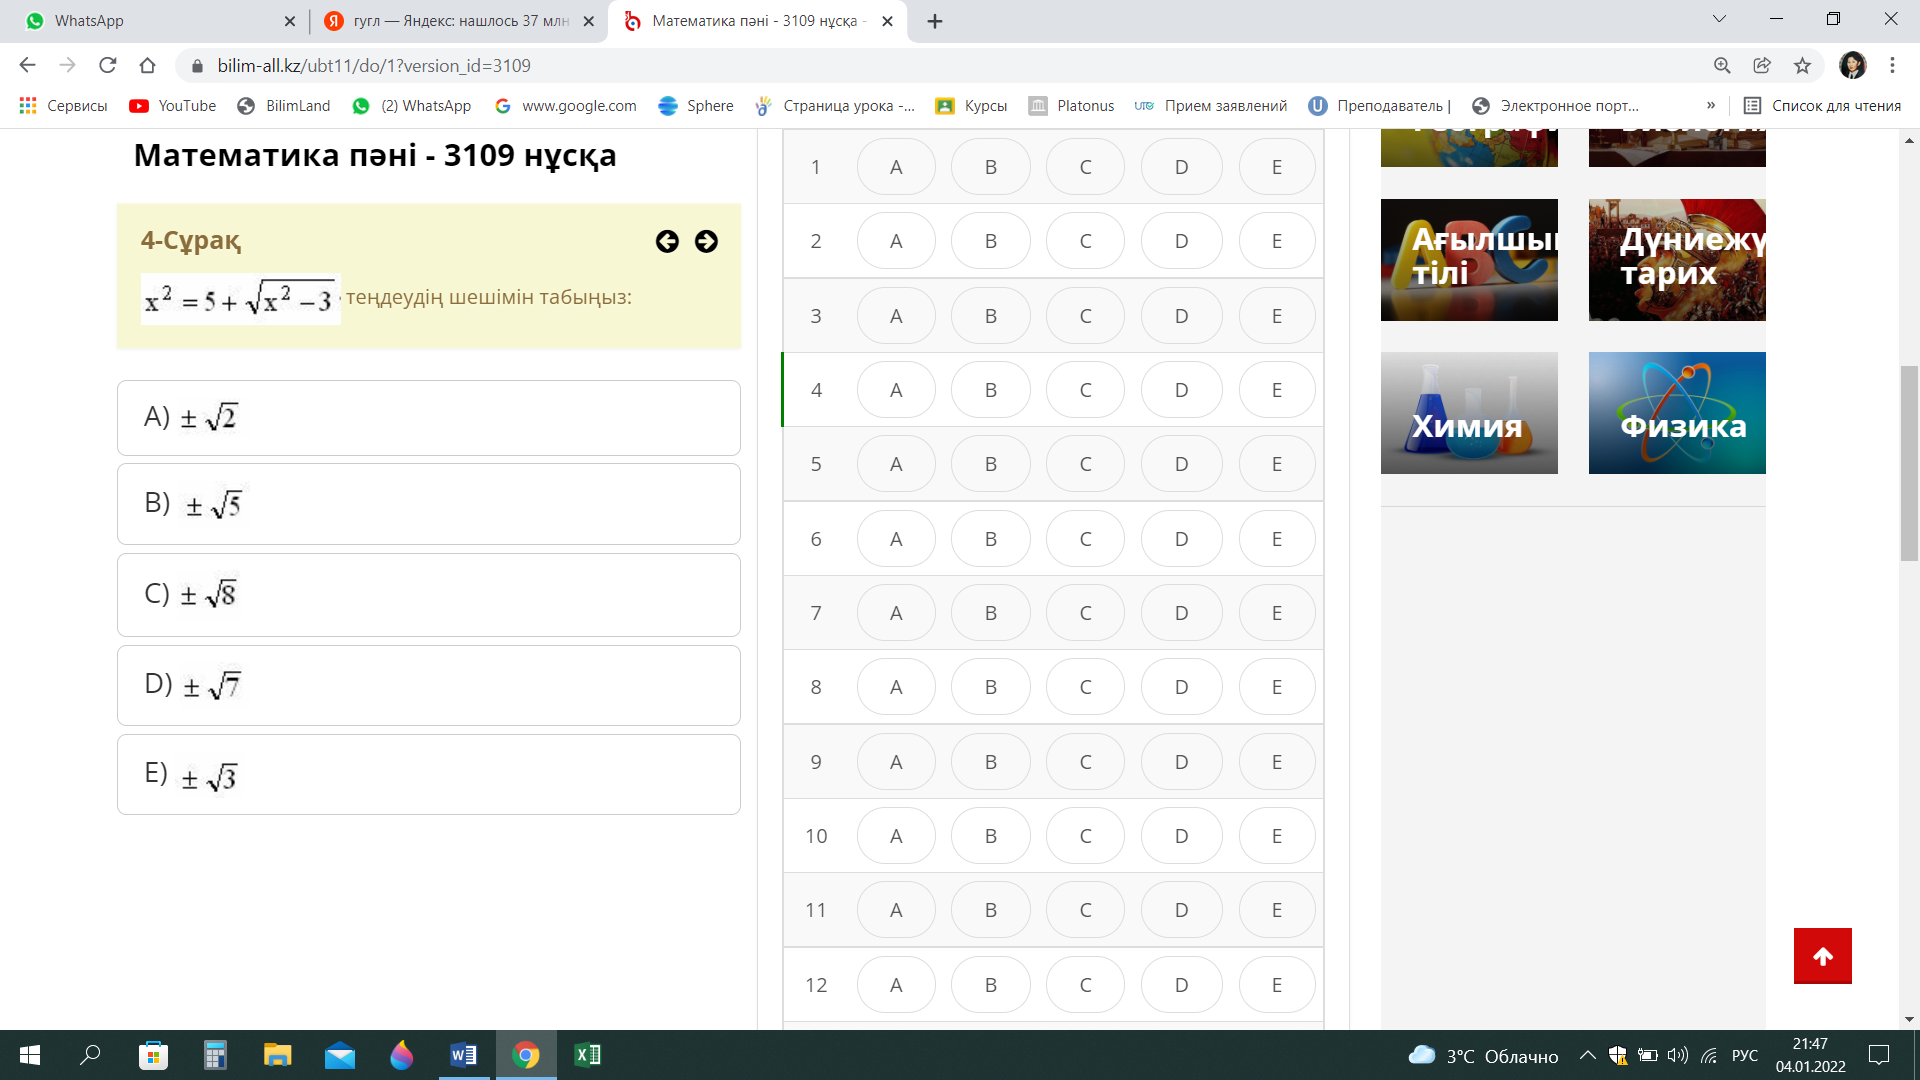 WhatsApp
гугл — Яндекс: нашлось 37 млн
Математика пәні - 3109 нұсқа -
bilim-all.kz/ubt11/do/1?version_id=3109
Сервисы YouTube BilimLand (2) WhatsApp www.google.com Sphere Страница урока -... Курсы Platonus Прием заявлений Преподаватель | Электронное порт... » Список для чтения
Математика пәні - 3109 нұсқа
4-Сұрақ
x² = 5 + √(x² − 3) теңдеудің шешімін табыңыз:
A) ± √2
B) ± √5
C) ± √8
D) ± √7
E) ± √3
1 A B C D E
2 A B C D E
3 A B C D E
4 A B C D E
5 A B C D E
6 A B C D E
7 A B C D E
8 A B C D E
9 A B C D E
10 A B C D E
11 A B C D E
12 A B C D E
ABC
Ағылшы
тілі
Дүниежү
тарих
Химия
Физика
3°C Облачно
РУС
21:47
04.01.2022